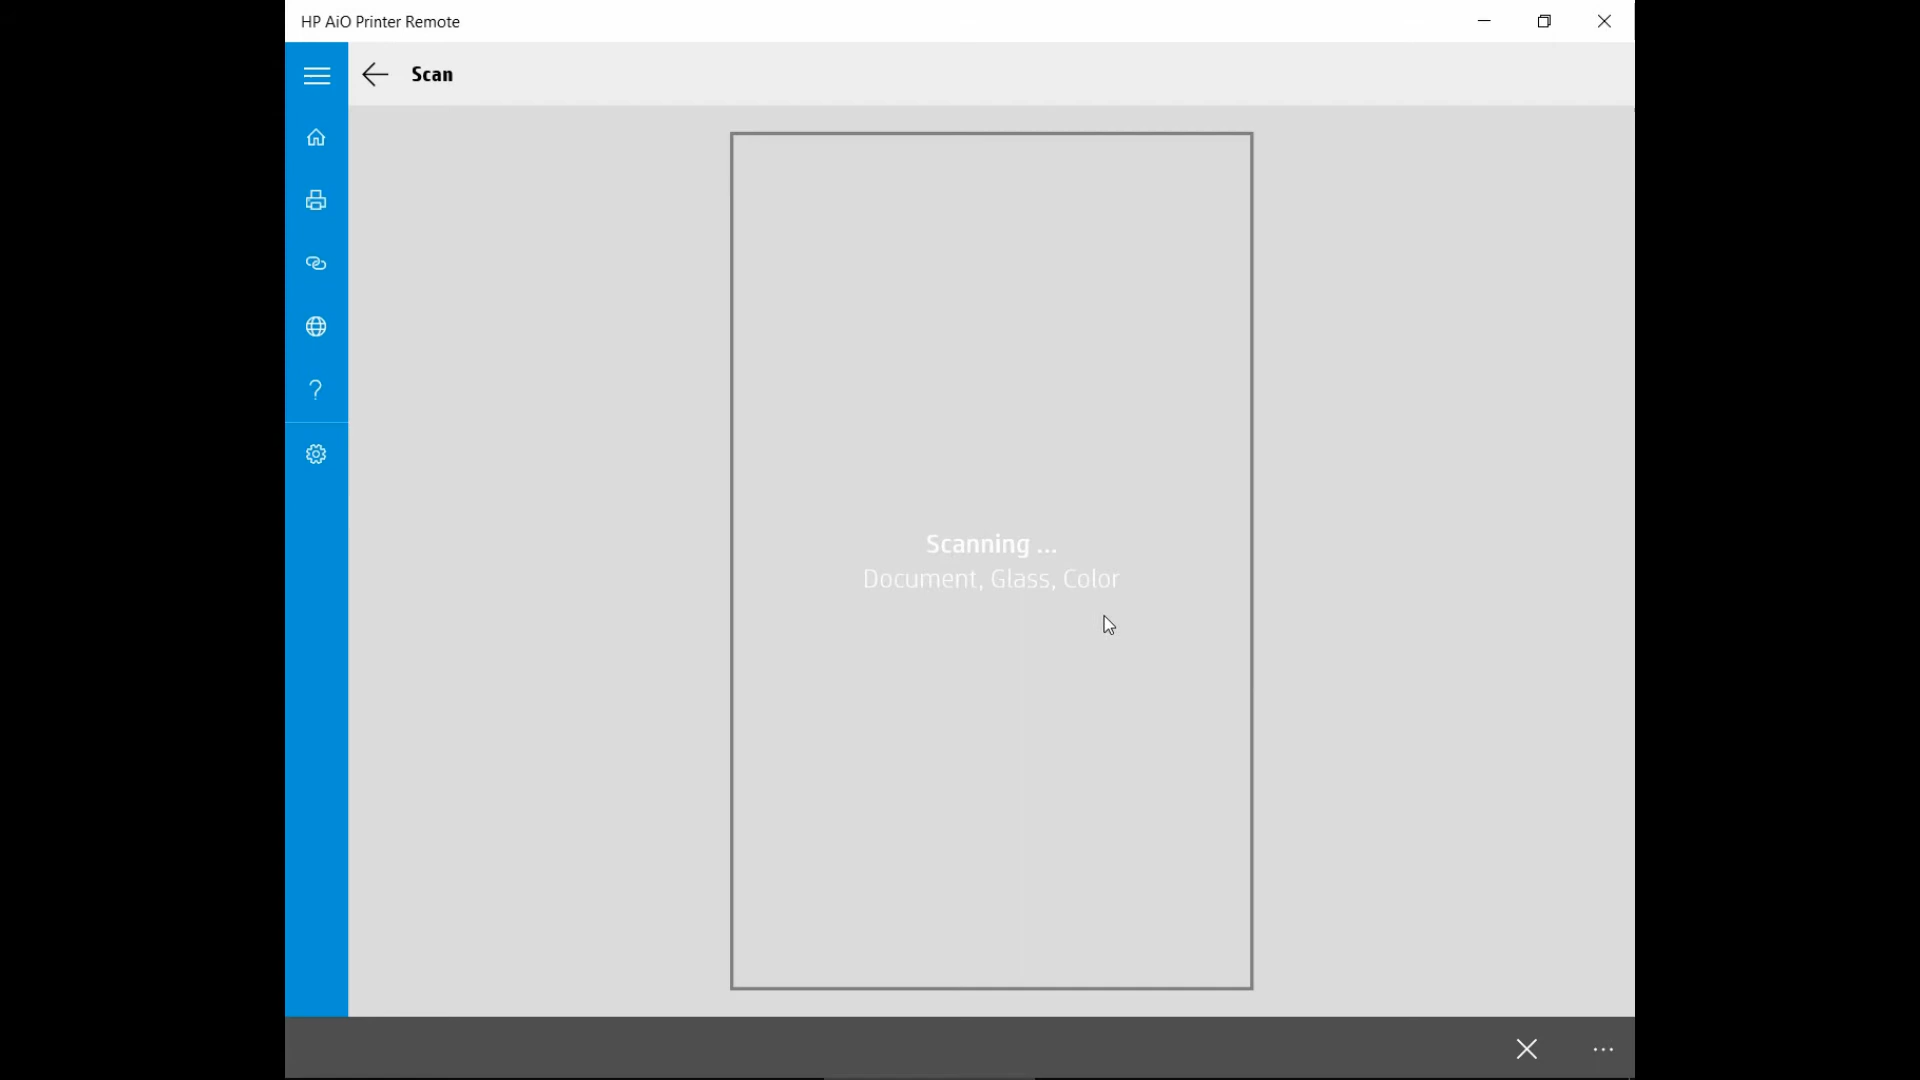 HP AiO Printer Remote
Scan
Scanning ...
Document, Glass, Color